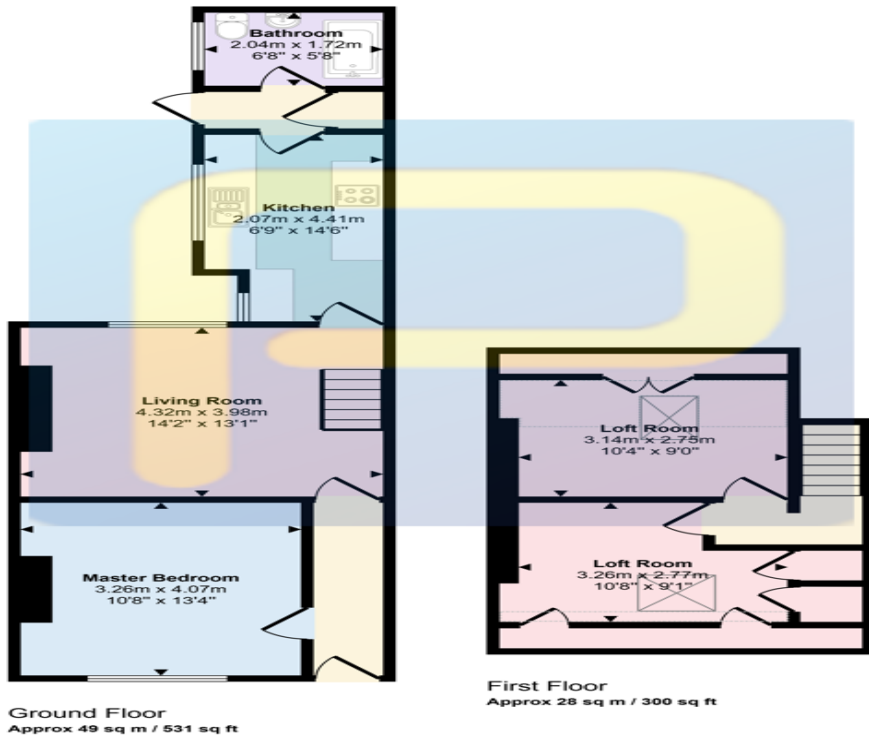 Bathroom
2.04m x 1.72m
6'8" x 5'8"
Kitchen
2.07m x 4.41m
6'9" x 14'6"
Living Room
4.32m x 3.98m
14'2" x 13'1"
Master Bedroom
3.26m x 4.07m
10'8" x 13'4"
Ground Floor
Approx 49 sq m / 531 sq ft
Loft Room
3.14m x 2.75m
10'4" x 9'0"
Loft Room
3.26m x 2.77m
10'8" x 9'1"
First Floor
Approx 28 sq m / 300 sq ft